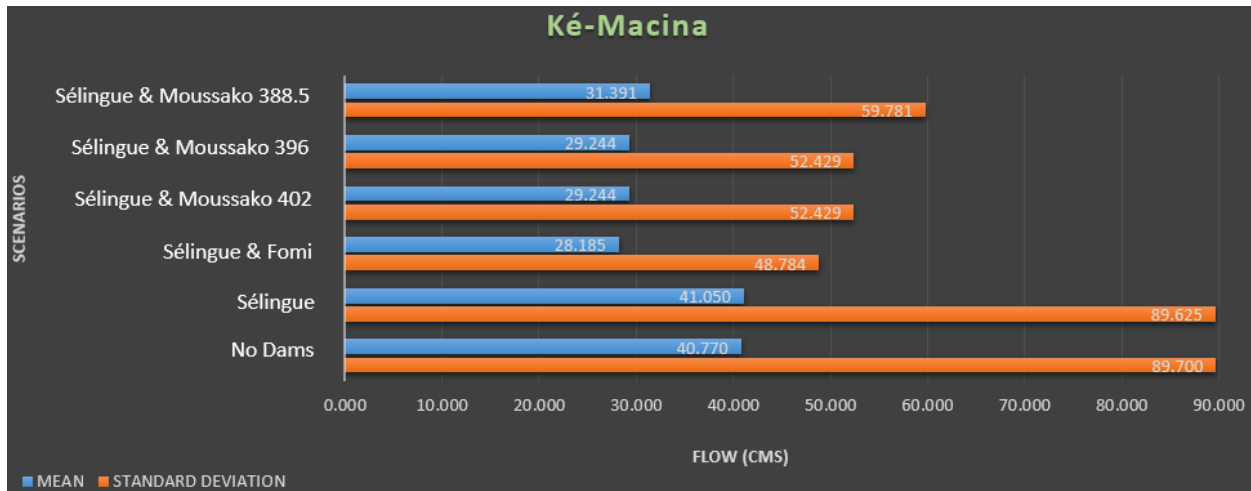 Ké-Macina
SCENARIOS
Sélingue & Moussako 388.5
31.391
59.781
Sélingue & Moussako 396
29.244
52.429
Sélingue & Moussako 402
29.244
52.429
Sélingue & Fomi
28.185
48.784
Sélingue
41.050
89.625
No Dams
40.770
89.700
0.000 10.000 20.000 30.000 40.000 50.000 60.000 70.000 80.000 90.000
FLOW (CMS)
MEAN STANDARD DEVIATION